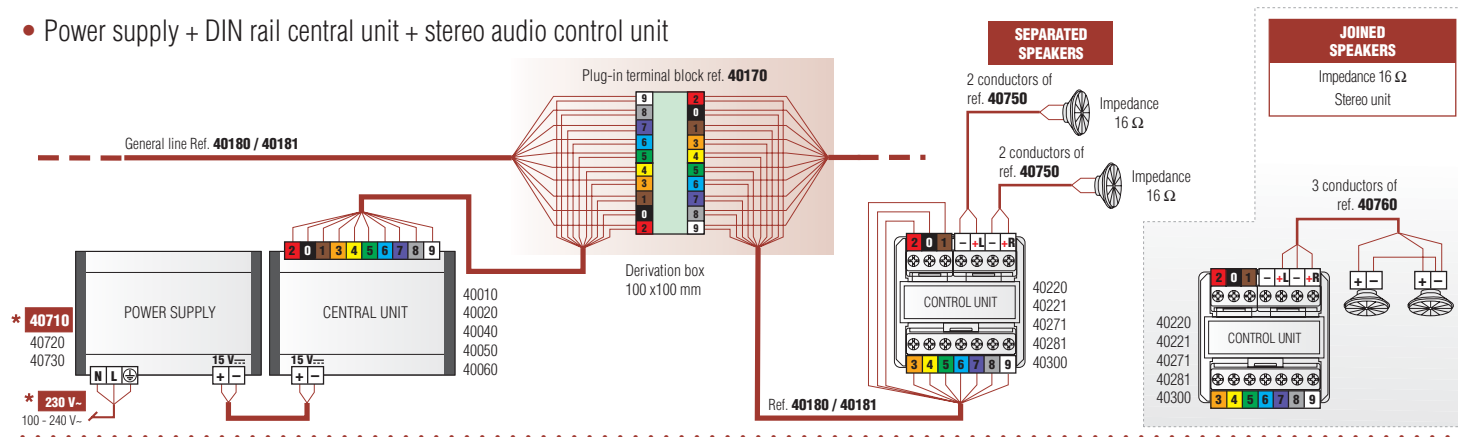 • Power supply + DIN rail central unit + stereo audio control unit
Plug-in terminal block ref. 40170
General line Ref. 40180 / 40181
9 2
8 0
7 1
6 3
5 4
4 5
3 6
1 7
0 8
2 9
Derivation box
100 x100 mm
* 40710
40720
40730
POWER SUPPLY
N L
15 V
+ −
* 230 V~
100 - 240 V~
2 0 1 3 4 5 6 7 8 9
CENTRAL UNIT
15 V
+ −
40010
40020
40040
40050
40060
Ref. 40180 / 40181
SEPARATED
SPEAKERS
2 conductors of
ref. 40750
Impedance
16 Ω
2 conductors of
ref. 40750
Impedance
16 Ω
2 0 1 − +L − +R
CONTROL UNIT
3 4 5 6 7 8 9
40220
40221
40271
40281
40300
JOINED
SPEAKERS
Impedance 16 Ω
Stereo unit
3 conductors of
ref. 40760
+ − + −
2 0 1 − +L − +R
CONTROL UNIT
3 4 5 6 7 8 9
40220
40221
40271
40281
40300